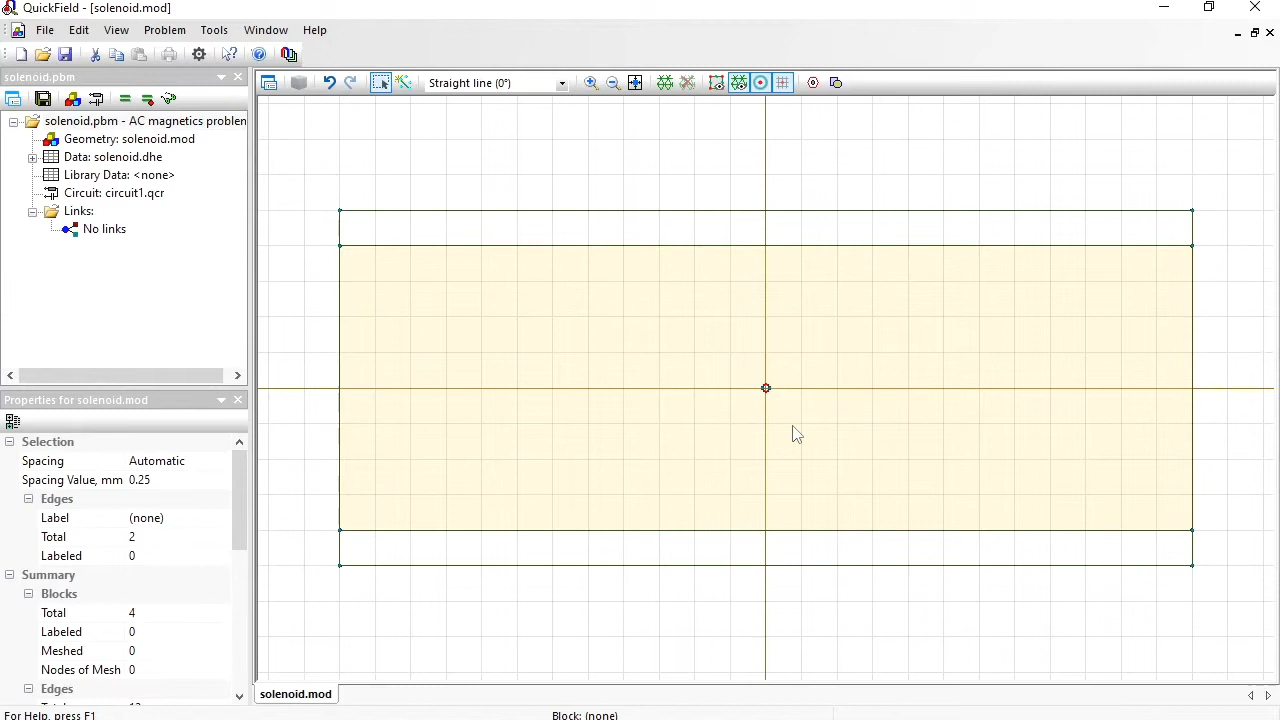 QuickField - [solenoid.mod]
File Edit View Problem Tools Window Help
solenoid.pbm
Straight line (0°)
solenoid.pbm - AC magnetics problem
Geometry: solenoid.mod
Data: solenoid.dhe
Library Data: <none>
Circuit: circuit1.qcr
Links:
No links
Properties for solenoid.mod
Selection
Spacing Automatic
Spacing Value, mm 0.25
Edges
Label (none)
Total 2
Labeled 0
Summary
Blocks
Total 4
Labeled 0
Meshed 0
Nodes of Mesh 0
Edges
solenoid.mod
For Help, press F1
Block: (none)